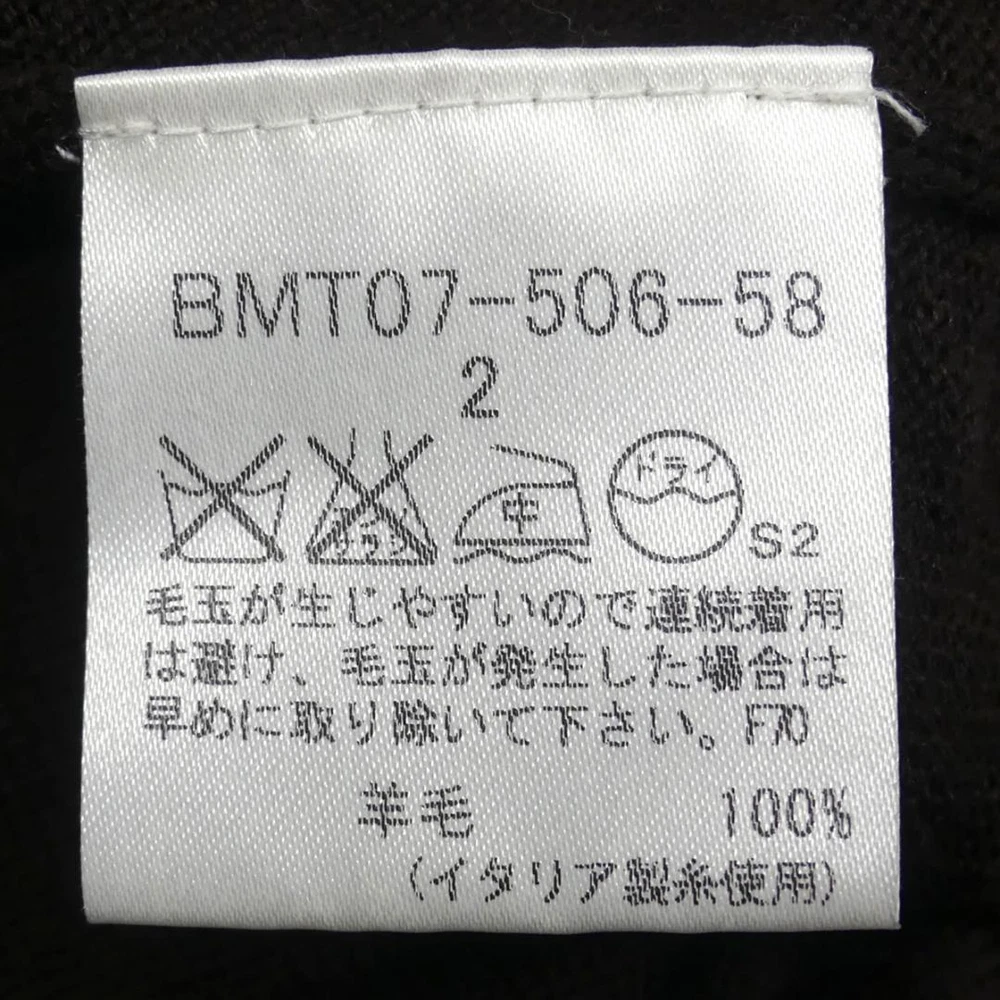 BMT07-506-58
2
中 ドライ S2
毛玉が生じやすいので連続着用
は避け、毛玉が発生した場合は
早めに取り除いて下さい。F70
羊毛 100%
(イタリア製糸使用)